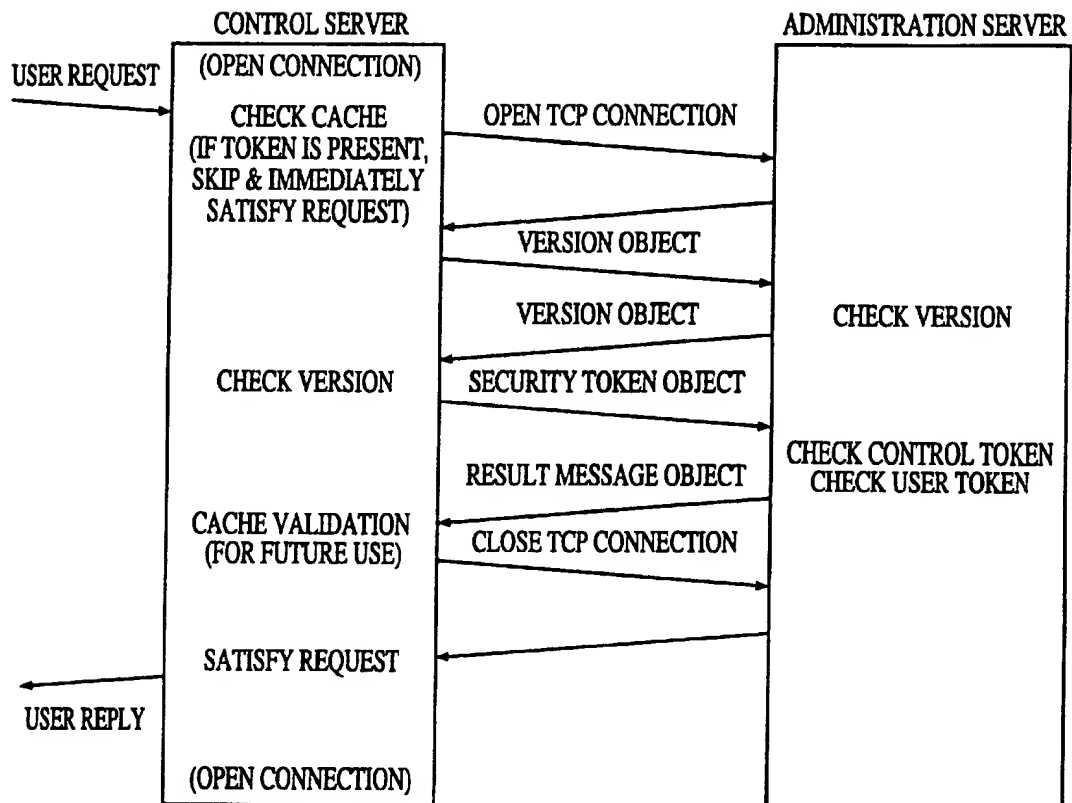 CONTROL SERVER
ADMINISTRATION SERVER
(OPEN CONNECTION)
USER REQUEST
CHECK CACHE
(IF TOKEN IS PRESENT,
SKIP & IMMEDIATELY
SATISFY REQUEST)
OPEN TCP CONNECTION
VERSION OBJECT
VERSION OBJECT
CHECK VERSION
CHECK VERSION
SECURITY TOKEN OBJECT
CHECK CONTROL TOKEN
CHECK USER TOKEN
RESULT MESSAGE OBJECT
CACHE VALIDATION
(FOR FUTURE USE)
CLOSE TCP CONNECTION
SATISFY REQUEST
USER REPLY
(OPEN CONNECTION)